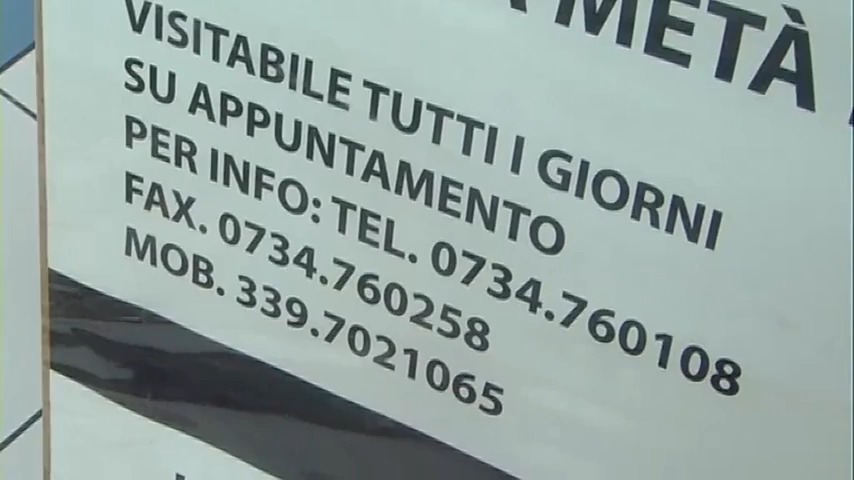 A METÀ
VISITABILE TUTTI I GIORNI
SU APPUNTAMENTO
PER INFO: TEL. 0734.760108
FAX. 0734.760258
MOB. 339.7021065